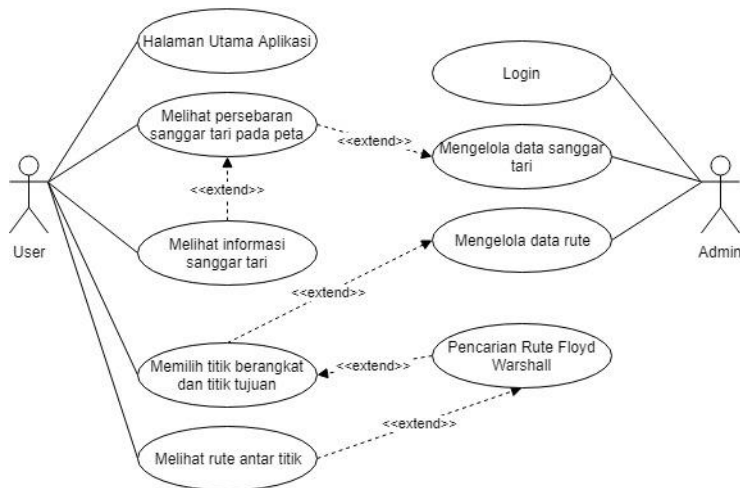 Halaman Utama Aplikasi
Login
Melihat persebaran
sanggar tari pada peta
<<extend>>
Mengelola data sanggar
tari
<<extend>>
User
Admin
Melihat informasi
sanggar tari
Mengelola data rute
<<extend>>
Memilih titik berangkat
dan titik tujuan
<<extend>>
Pencarian Rute Floyd
Warshall
<<extend>>
Melihat rute antar titik